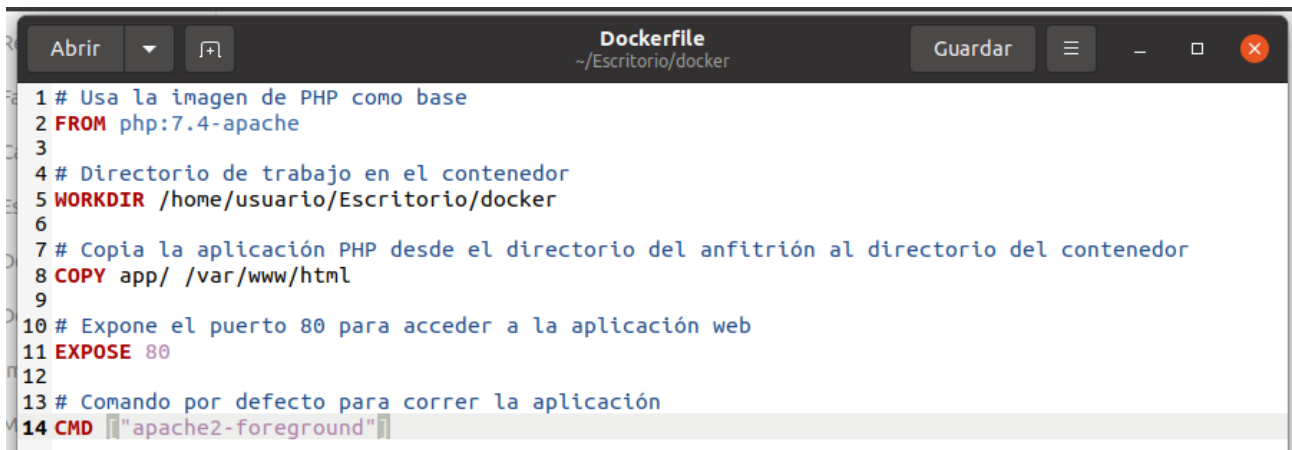 Abrir
Dockerfile
~/Escritorio/docker
Guardar
1 # Usa la imagen de PHP como base
2 FROM php:7.4-apache
3
4 # Directorio de trabajo en el contenedor
5 WORKDIR /home/usuario/Escritorio/docker
6
7 # Copia la aplicación PHP desde el directorio del anfitrión al directorio del contenedor
8 COPY app/ /var/www/html
9
10 # Expone el puerto 80 para acceder a la aplicación web
11 EXPOSE 80
12
13 # Comando por defecto para correr la aplicación
14 CMD ["apache2-foreground"]